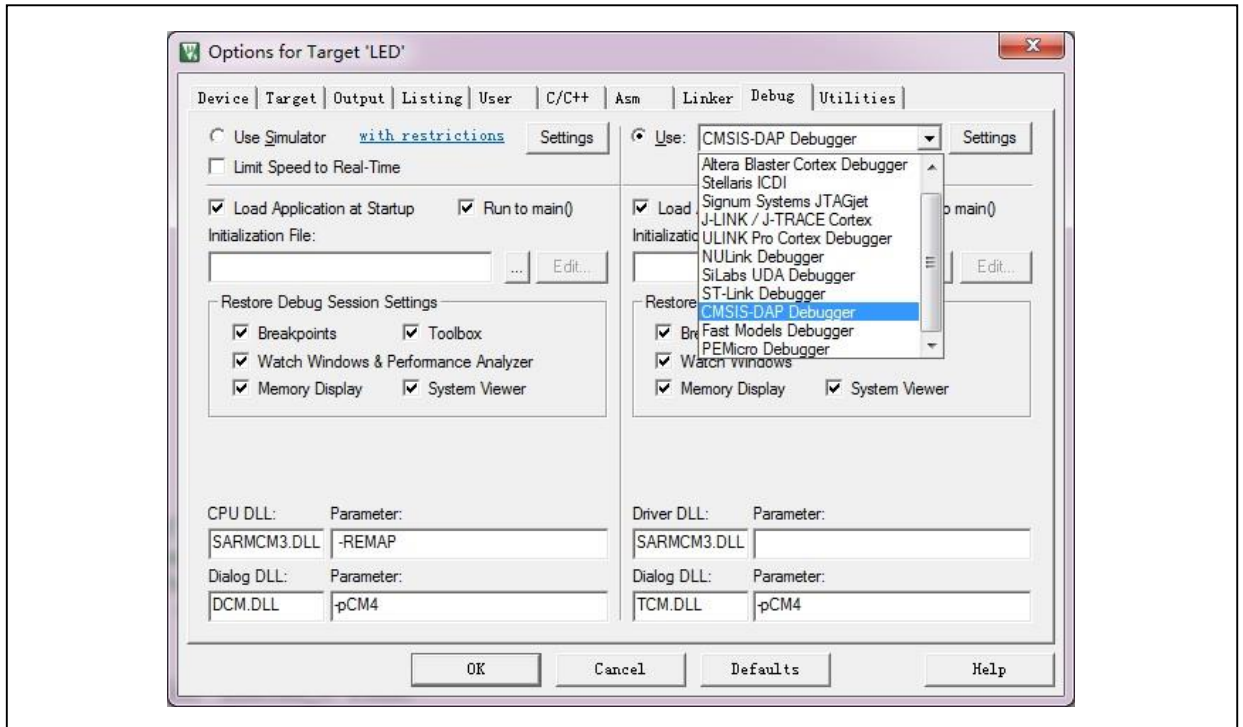 Options for Target 'LED'
Device Target Output Listing User C/C++ Asm Linker Debug Utilities
Use Simulator with restrictions Settings
Limit Speed to Real-Time
Load Application at Startup Run to main()
Initialization File:
... Edit...
Restore Debug Session Settings
Breakpoints Toolbox
Watch Windows & Performance Analyzer
Memory Display System Viewer
CPU DLL: Parameter:
SARMCM3.DLL -REMAP
Dialog DLL: Parameter:
DCM.DLL -pCM4
Use: CMSIS-DAP Debugger Settings
Altera Blaster Cortex Debugger
Stellaris ICDI
Signum Systems JTAGjet
J-LINK / J-TRACE Cortex
ULINK Pro Cortex Debugger
NULink Debugger
SiLabs UDA Debugger
ST-Link Debugger
CMSIS-DAP Debugger
Fast Models Debugger
PEMicro Debugger
Load main()
Edit...
Restore
Watch Windows
Memory Display System Viewer
Driver DLL: Parameter:
SARMCM3.DLL
Dialog DLL: Parameter:
TCM.DLL -pCM4
OK Cancel Defaults Help